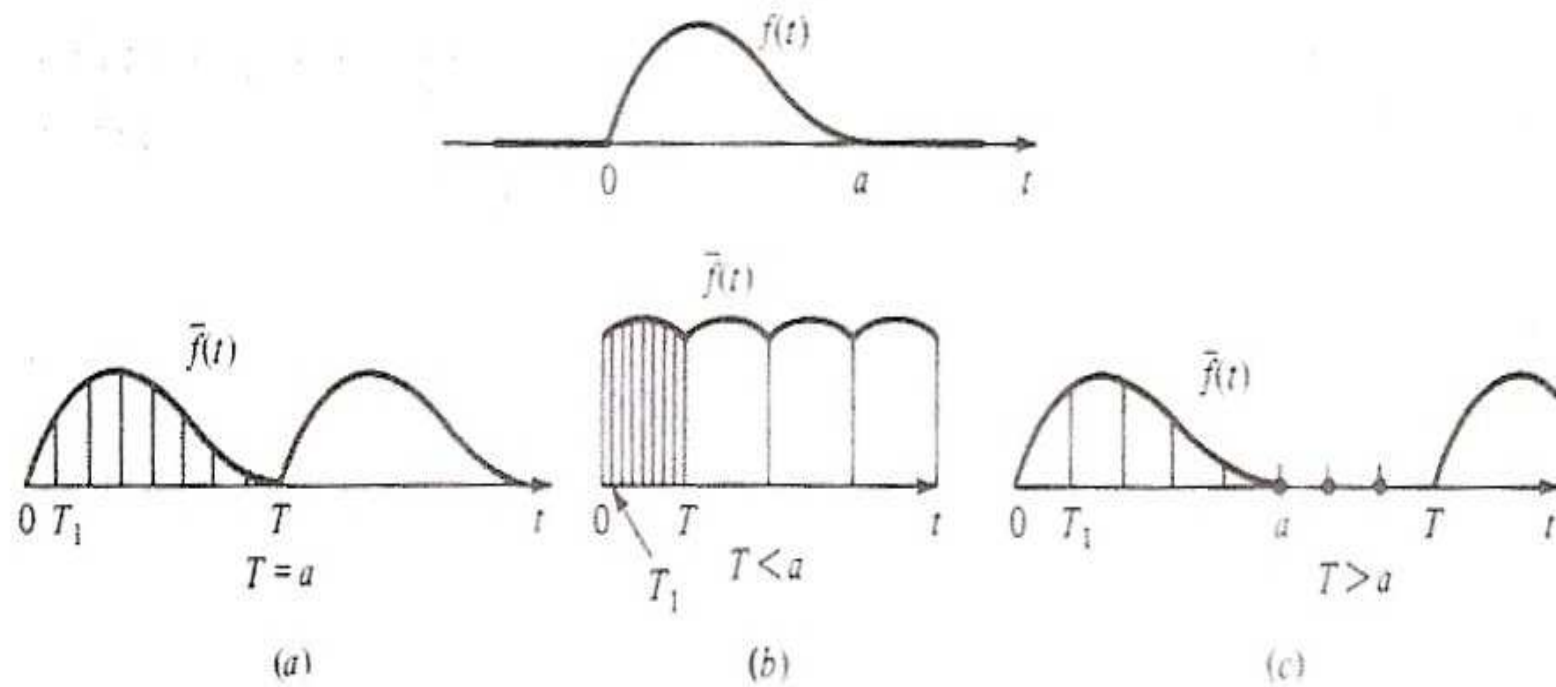 f(t)
0 a t
f̄(t)
f̄(t)
f̄(t)
0 T₁ T t
0 T t
0 T₁ a T t
T = a
T₁
T < a
T > a
(a)
(b)
(c)